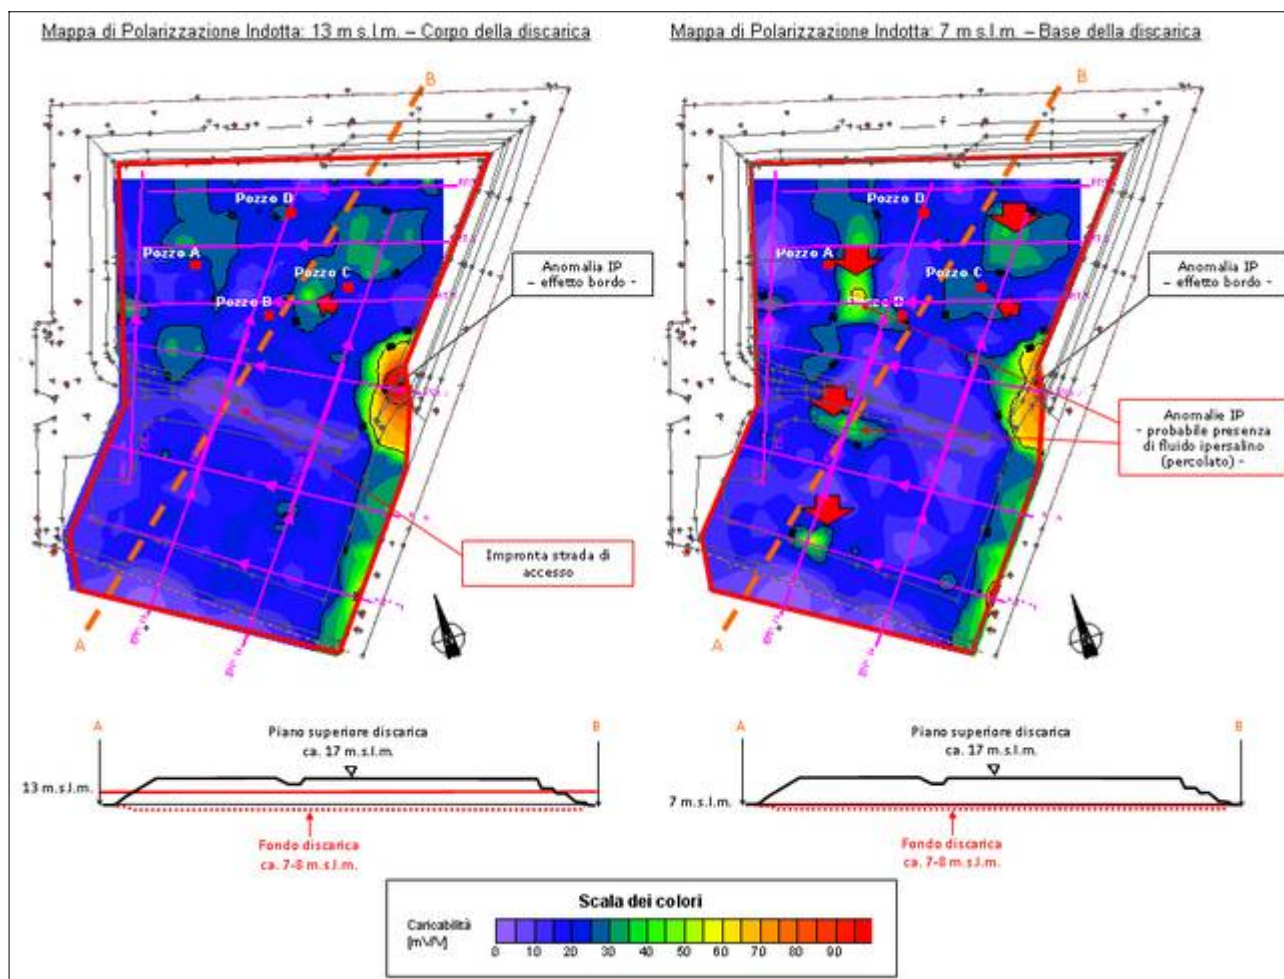 Mappa di Polarizzazione Indotta: 13 m s.l.m. – Corpo della discarica
Mappa di Polarizzazione Indotta: 7 m s.l.m. – Base della discarica
B
B
Pozzo D
Pozzo A
Pozzo C
Pozzo B
Pozzo D
Pozzo A
Pozzo C
Anomalia IP
– effetto bordo -
Anomalia IP
– effetto bordo -
Anomalie IP
- probabile presenza
di fluido ipersalino
(percolato) -
Impronta strada di
accesso
A
A
A
B
Piano superiore discarica
ca. 17 m.s.l.m.
13 m.s.l.m.
Fondo discarica
ca. 7-8 m.s.l.m.
A
B
Piano superiore discarica
ca. 17 m.s.l.m.
7 m.s.l.m.
Fondo discarica
ca. 7-8 m.s.l.m.
Scala dei colori
Caricabilità
[mV/V]
0 10 20 30 40 50 60 70 80 90